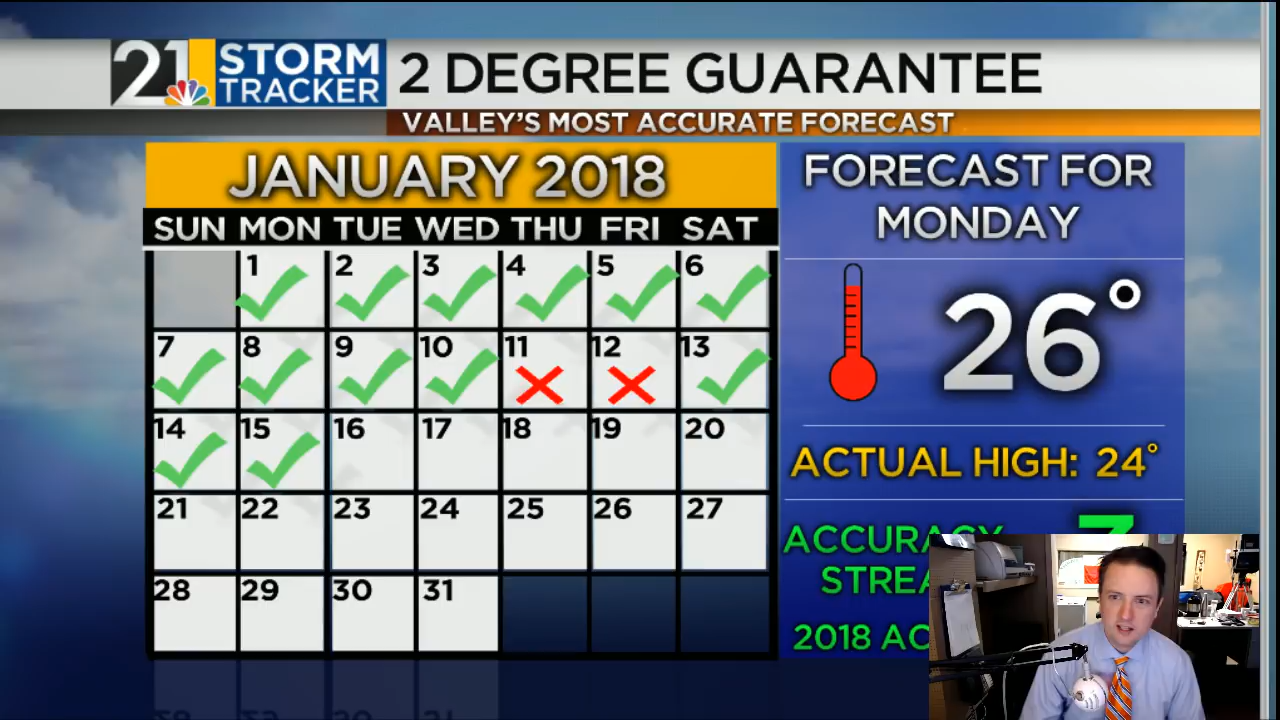 21 STORM TRACKER 2 DEGREE GUARANTEE
VALLEY'S MOST ACCURATE FORECAST
JANUARY 2018
SUN MON TUE WED THU FRI SAT
1 2 3 4 5 6
7 8 9 10 11 12 13
14 15 16 17 18 19 20
21 22 23 24 25 26 27
28 29 30 31
FORECAST FOR
MONDAY
26°
ACTUAL HIGH: 24°
ACCURACY
2018